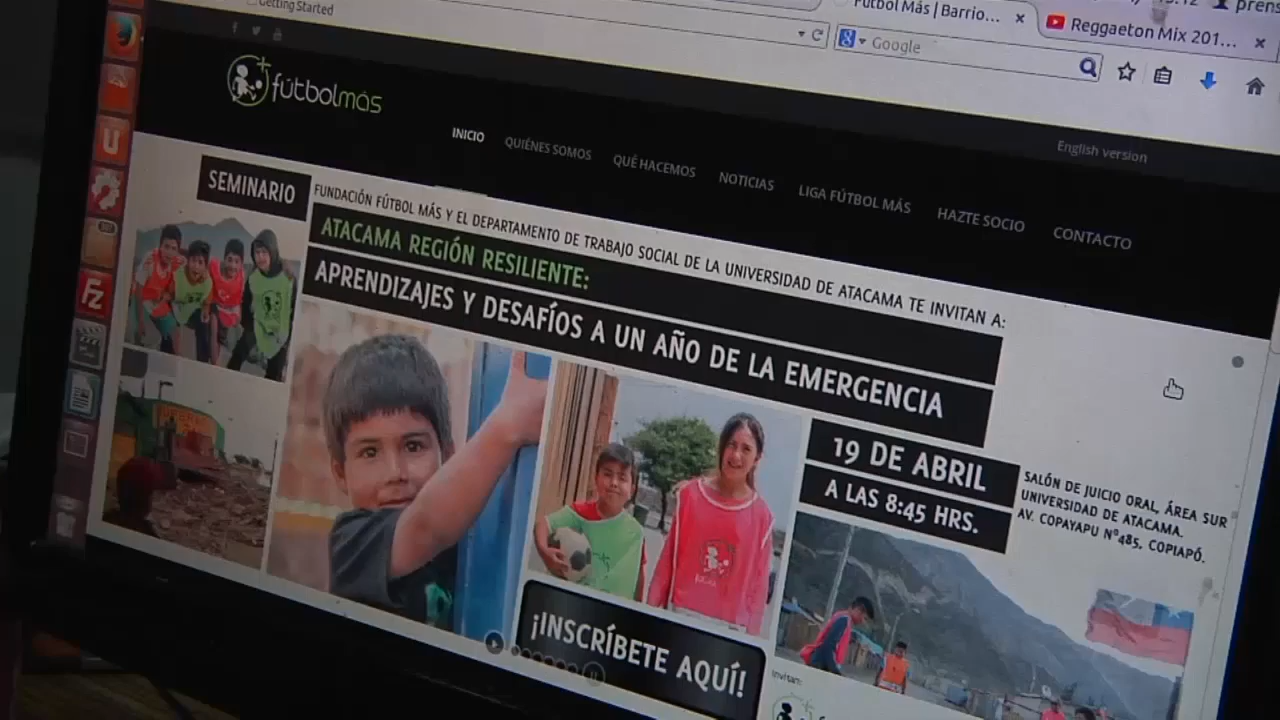 Getting Started
Fútbol Más | Barrio...
Reggaeton Mix 201...
Google
fútbolmás
English version
INICIO
QUIÉNES SOMOS
QUÉ HACEMOS
NOTICIAS
LIGA FÚTBOL MÁS
HAZTE SOCIO
CONTACTO
SEMINARIO
FUNDACIÓN FÚTBOL MÁS Y EL DEPARTAMENTO DE TRABAJO SOCIAL DE LA UNIVERSIDAD DE ATACAMA TE INVITAN A:
ATACAMA REGIÓN RESILIENTE:
APRENDIZAJES Y DESAFÍOS A UN AÑO DE LA EMERGENCIA
19 DE ABRIL
A LAS 8:45 HRS.
SALÓN DE JUICIO ORAL, ÁREA SUR
UNIVERSIDAD DE ATACAMA.
AV. COPAYAPU Nº485, COPIAPÓ.
¡INSCRÍBETE AQUÍ!
Invitan: